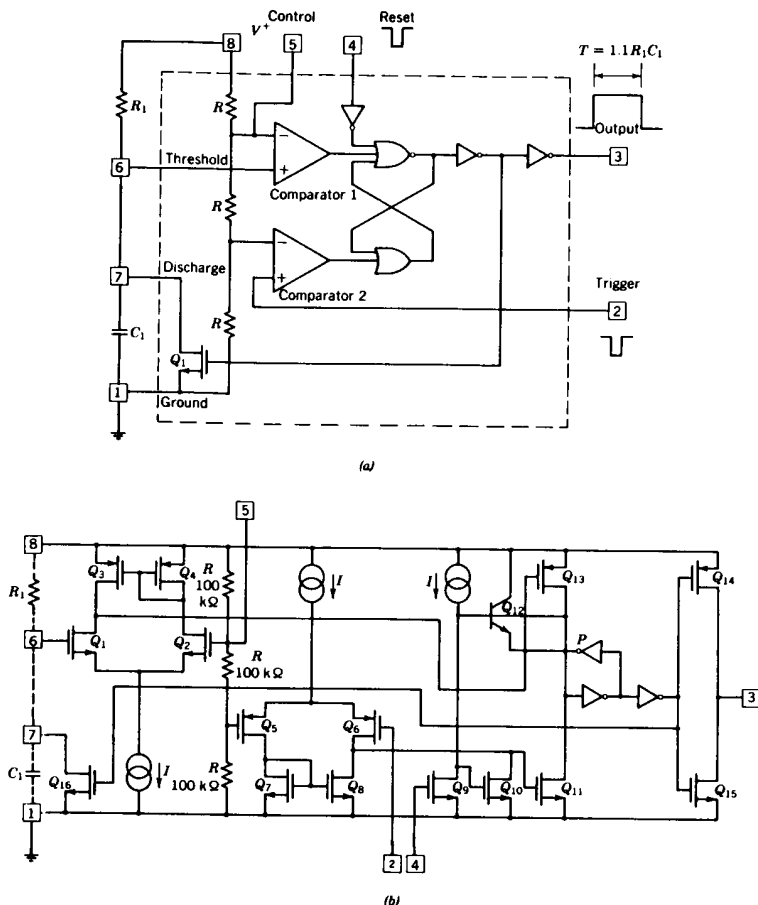 V⁺ Control Reset
8 5 4
T = 1.1R₁C₁
R₁ R Output
6 Threshold − + 3
Comparator 1
R
7 Discharge − +
Comparator 2
Trigger
2
C₁ R
Q₁
1 Ground
(a)
5
8
Q₃ Q₄ R 100 kΩ I I Q₁₂ Q₁₃ Q₁₄
R₁
6 Q₁ Q₂ R 100 kΩ P
3
7 Q₅ Q₆
C₁ Q₁₆ I R 100 kΩ Q₇ Q₈ Q₉ Q₁₀ Q₁₁ Q₁₅
1
2 4
(b)